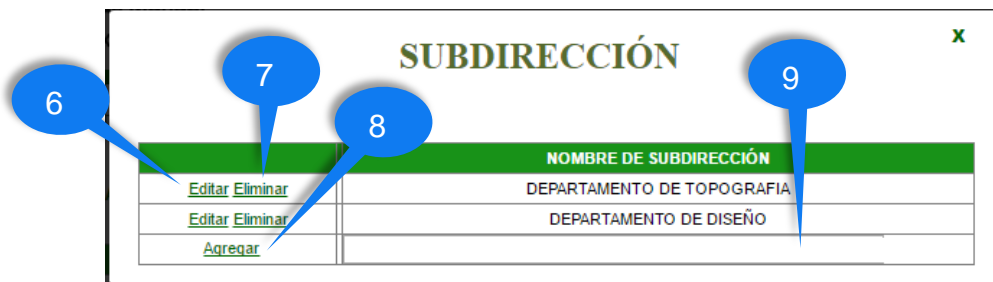 SUBDIRECCIÓN
x
7
9
6
8
NOMBRE DE SUBDIRECCIÓN
Editar Eliminar DEPARTAMENTO DE TOPOGRAFIA
Editar Eliminar DEPARTAMENTO DE DISEÑO
Agregar